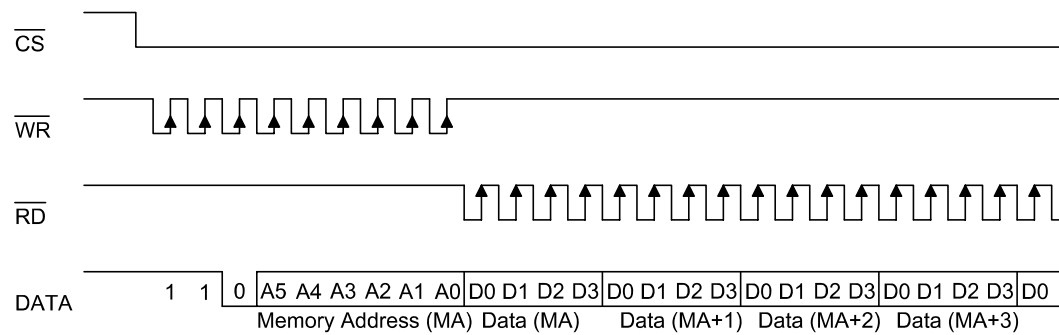 CS
WR
RD
DATA 1 1 0 A5 A4 A3 A2 A1 A0 D0 D1 D2 D3 D0 D1 D2 D3 D0 D1 D2 D3 D0 D1 D2 D3 D0
Memory Address (MA) Data (MA) Data (MA+1) Data (MA+2) Data (MA+3)